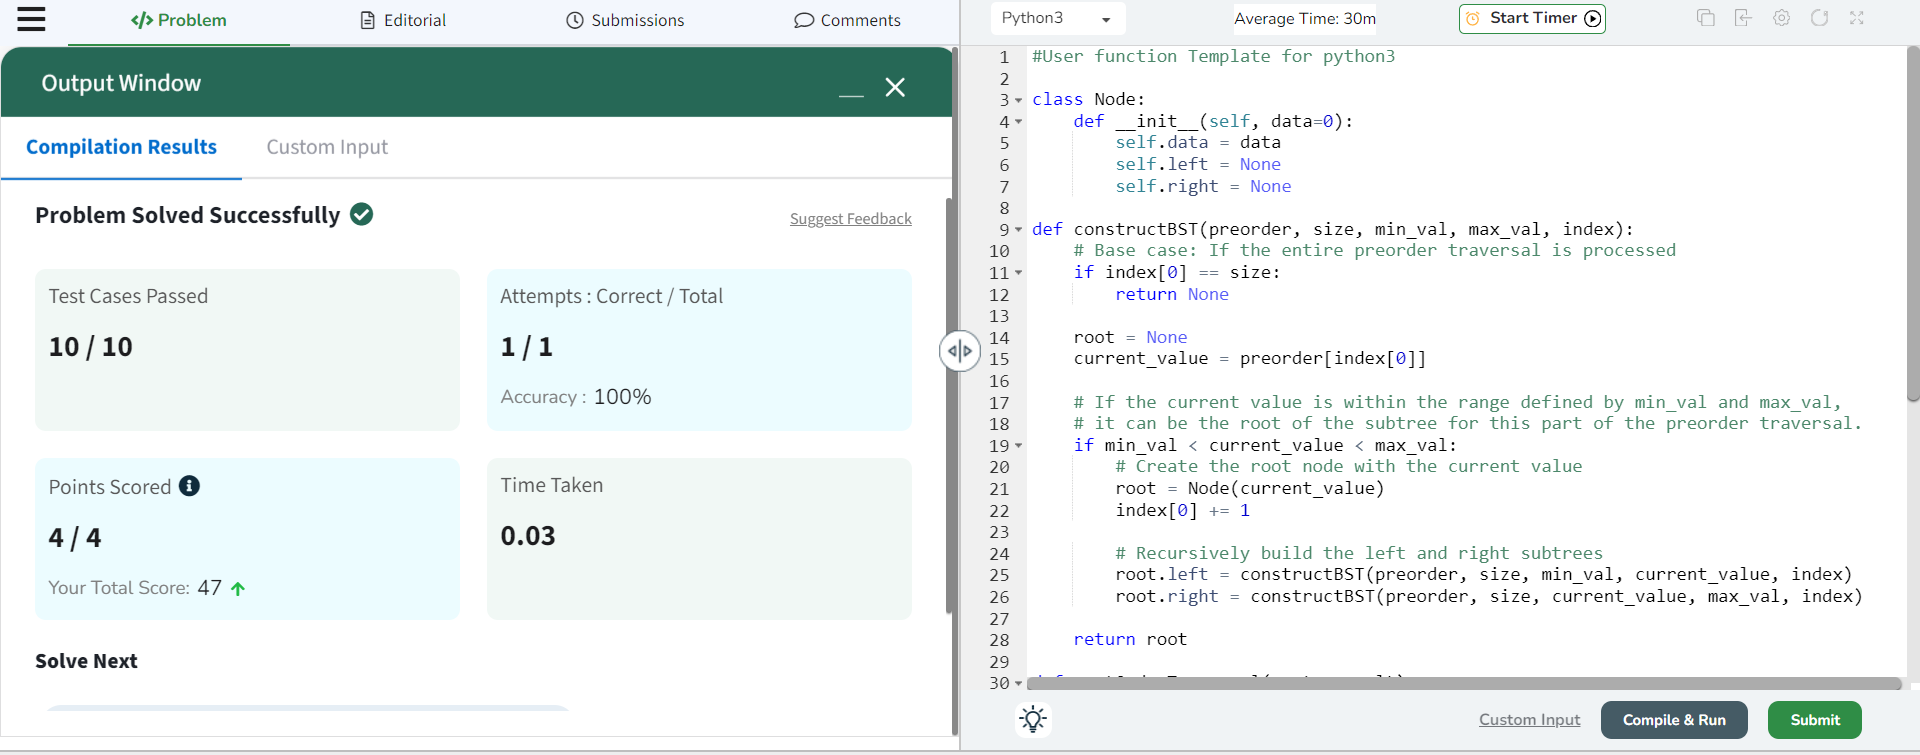 </> Problem
Editorial
Submissions
Comments
Output Window
Compilation Results
Custom Input
Problem Solved Successfully
Suggest Feedback
Test Cases Passed
10 / 10
Attempts : Correct / Total
1 / 1
Accuracy : 100%
Points Scored
4 / 4
Your Total Score: 47
Time Taken
0.03
Solve Next
Python3
Average Time: 30m
Start Timer
1 #User function Template for python3
2
3 class Node:
4     def __init__(self, data=0):
5         self.data = data
6         self.left = None
7         self.right = None
8
9 def constructBST(preorder, size, min_val, max_val, index):
10     # Base case: If the entire preorder traversal is processed
11     if index[0] == size:
12         return None
13
14     root = None
15     current_value = preorder[index[0]]
16
17     # If the current value is within the range defined by min_val and max_val,
18     # it can be the root of the subtree for this part of the preorder traversal.
19     if min_val < current_value < max_val:
20         # Create the root node with the current value
21         root = Node(current_value)
22         index[0] += 1
23
24         # Recursively build the left and right subtrees
25         root.left = constructBST(preorder, size, min_val, current_value, index)
26         root.right = constructBST(preorder, size, current_value, max_val, index)
27
28     return root
29
30
Custom Input
Compile & Run
Submit